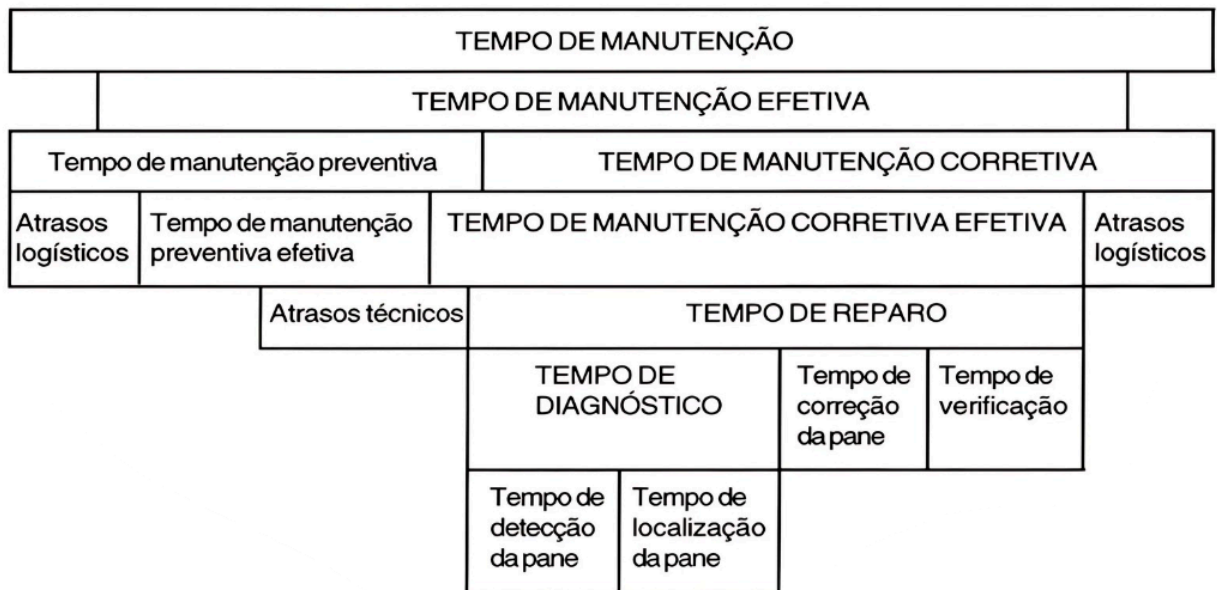 TEMPO DE MANUTENÇÃO
TEMPO DE MANUTENÇÃO EFETIVA
Tempo de manutenção preventiva
TEMPO DE MANUTENÇÃO CORRETIVA
Atrasos
logísticos
Tempo de manutenção
preventiva efetiva
TEMPO DE MANUTENÇÃO CORRETIVA EFETIVA
Atrasos
logísticos
Atrasos técnicos
TEMPO DE REPARO
TEMPO DE
DIAGNÓSTICO
Tempo de
correção
da pane
Tempo de
verificação
Tempo de
detecção
da pane
Tempo de
localização
da pane